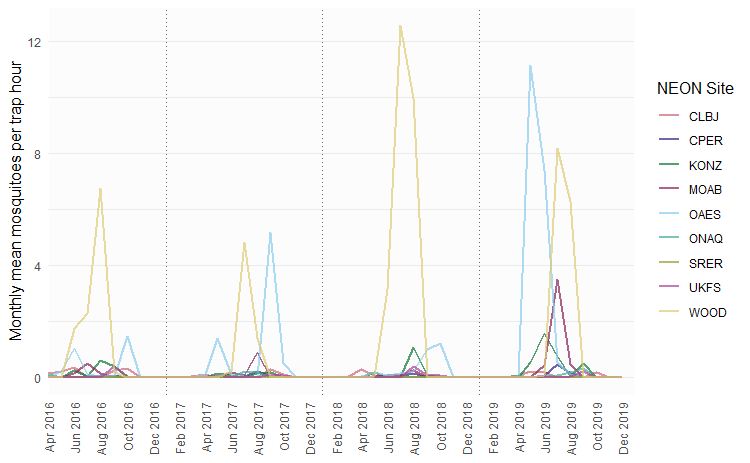 Monthly mean mosquitoes per trap hour
12
8
4
0
Apr 2016
Jun 2016
Aug 2016
Oct 2016
Dec 2016
Feb 2017
Apr 2017
Jun 2017
Aug 2017
Oct 2017
Dec 2017
Feb 2018
Apr 2018
Jun 2018
Aug 2018
Oct 2018
Dec 2018
Feb 2019
Apr 2019
Jun 2019
Aug 2019
Oct 2019
Dec 2019
NEON Site
CLBJ
CPER
KONZ
MOAB
OAES
ONAQ
SRER
UKFS
WOOD